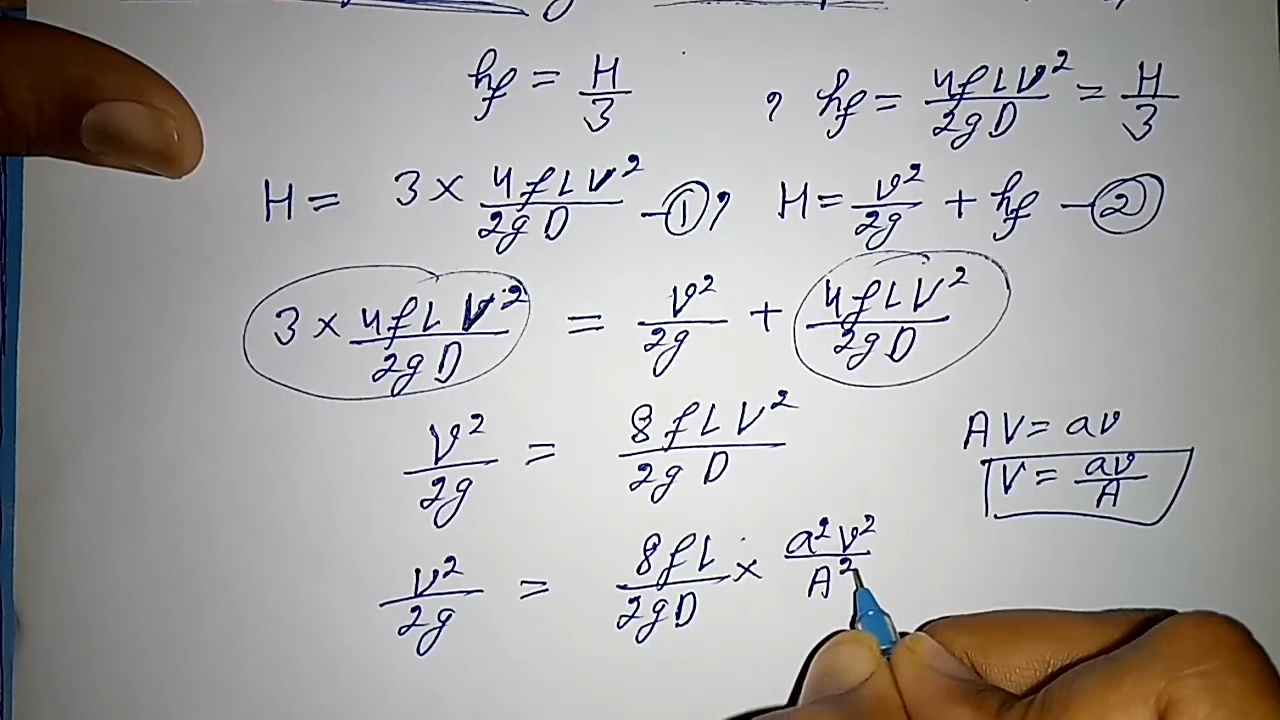 hf = H/3 , hf = 4fLV²/2gD = H/3
H = 3 × 4fLV²/2gD —① , H = v²/2g + hf —②
3 × 4fLV²/2gD = v²/2g + 4fLV²/2gD
v²/2g = 8fLV²/2gD
AV = av
V = av/A
v²/2g = 8fL/2gD × a²v²/A²